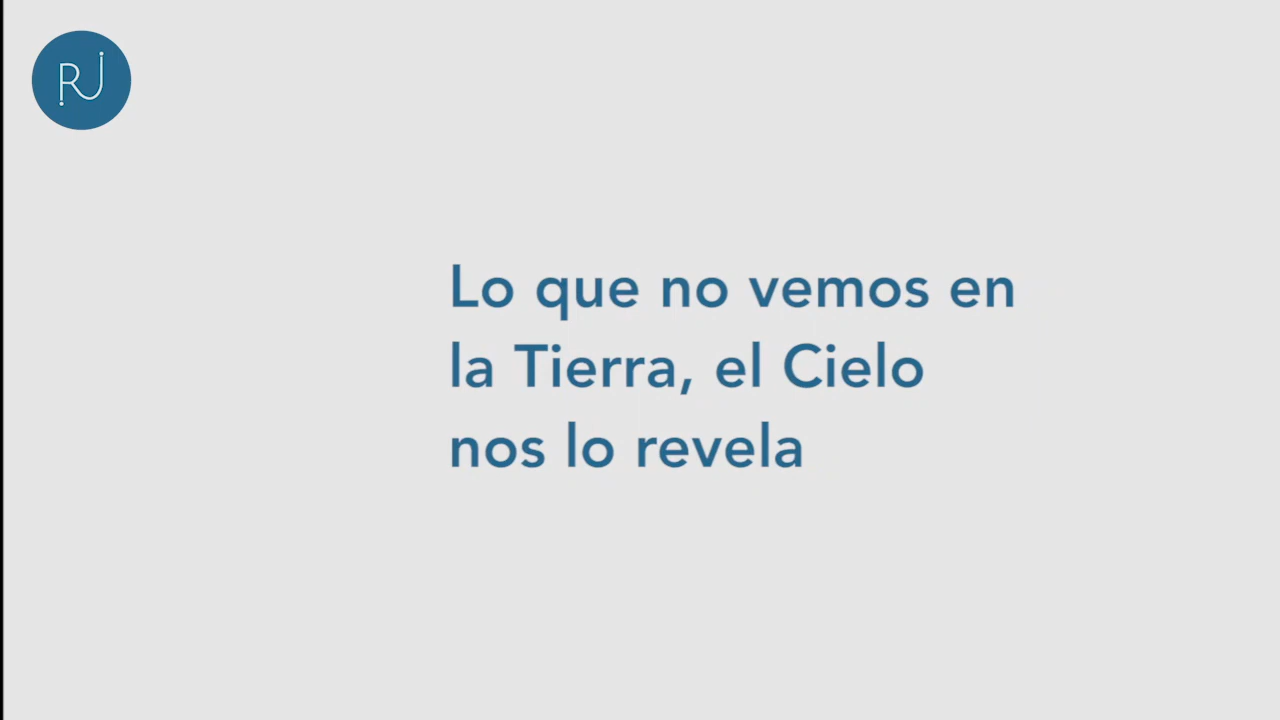 RJ
Lo que no vemos en
la Tierra, el Cielo
nos lo revela